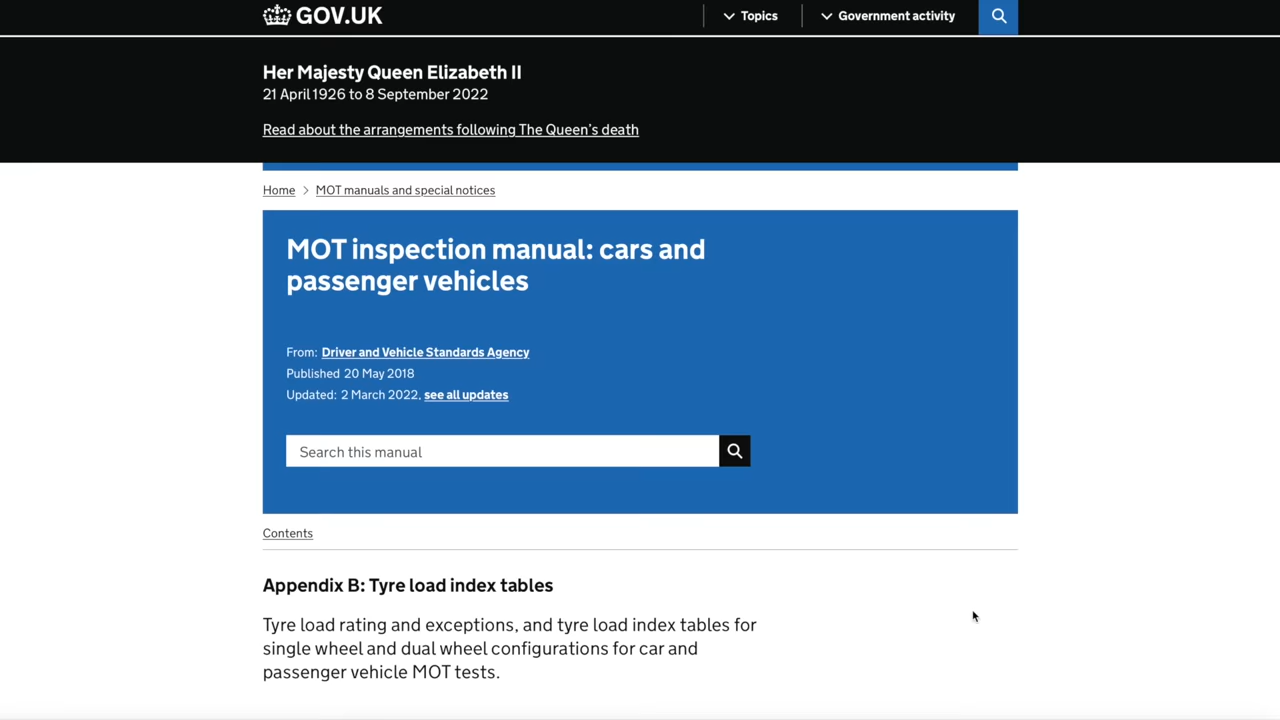 GOV.UK
Topics
Government activity
Her Majesty Queen Elizabeth II
21 April 1926 to 8 September 2022
Read about the arrangements following The Queen's death
Home
MOT manuals and special notices
MOT inspection manual: cars and
passenger vehicles
From: Driver and Vehicle Standards Agency
Published 20 May 2018
Updated: 2 March 2022, see all updates
Search this manual
Contents
Appendix B: Tyre load index tables
Tyre load rating and exceptions, and tyre load index tables for
single wheel and dual wheel configurations for car and
passenger vehicle MOT tests.